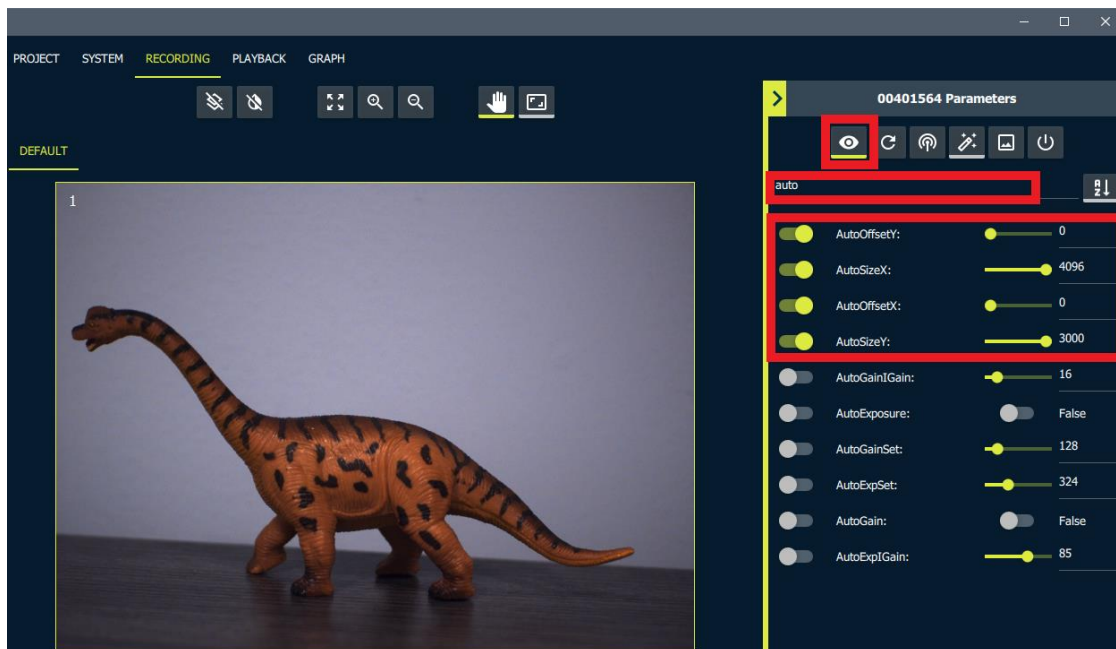 PROJECT SYSTEM RECORDING PLAYBACK GRAPH
00401564 Parameters
DEFAULT
auto
A Z
1
AutoOffsetY: 0
AutoSizeX: 4096
AutoOffsetX: 0
AutoSizeY: 3000
AutoGainIGain: 16
AutoExposure: False
AutoGainSet: 128
AutoExpSet: 324
AutoGain: False
AutoExpIGain: 85